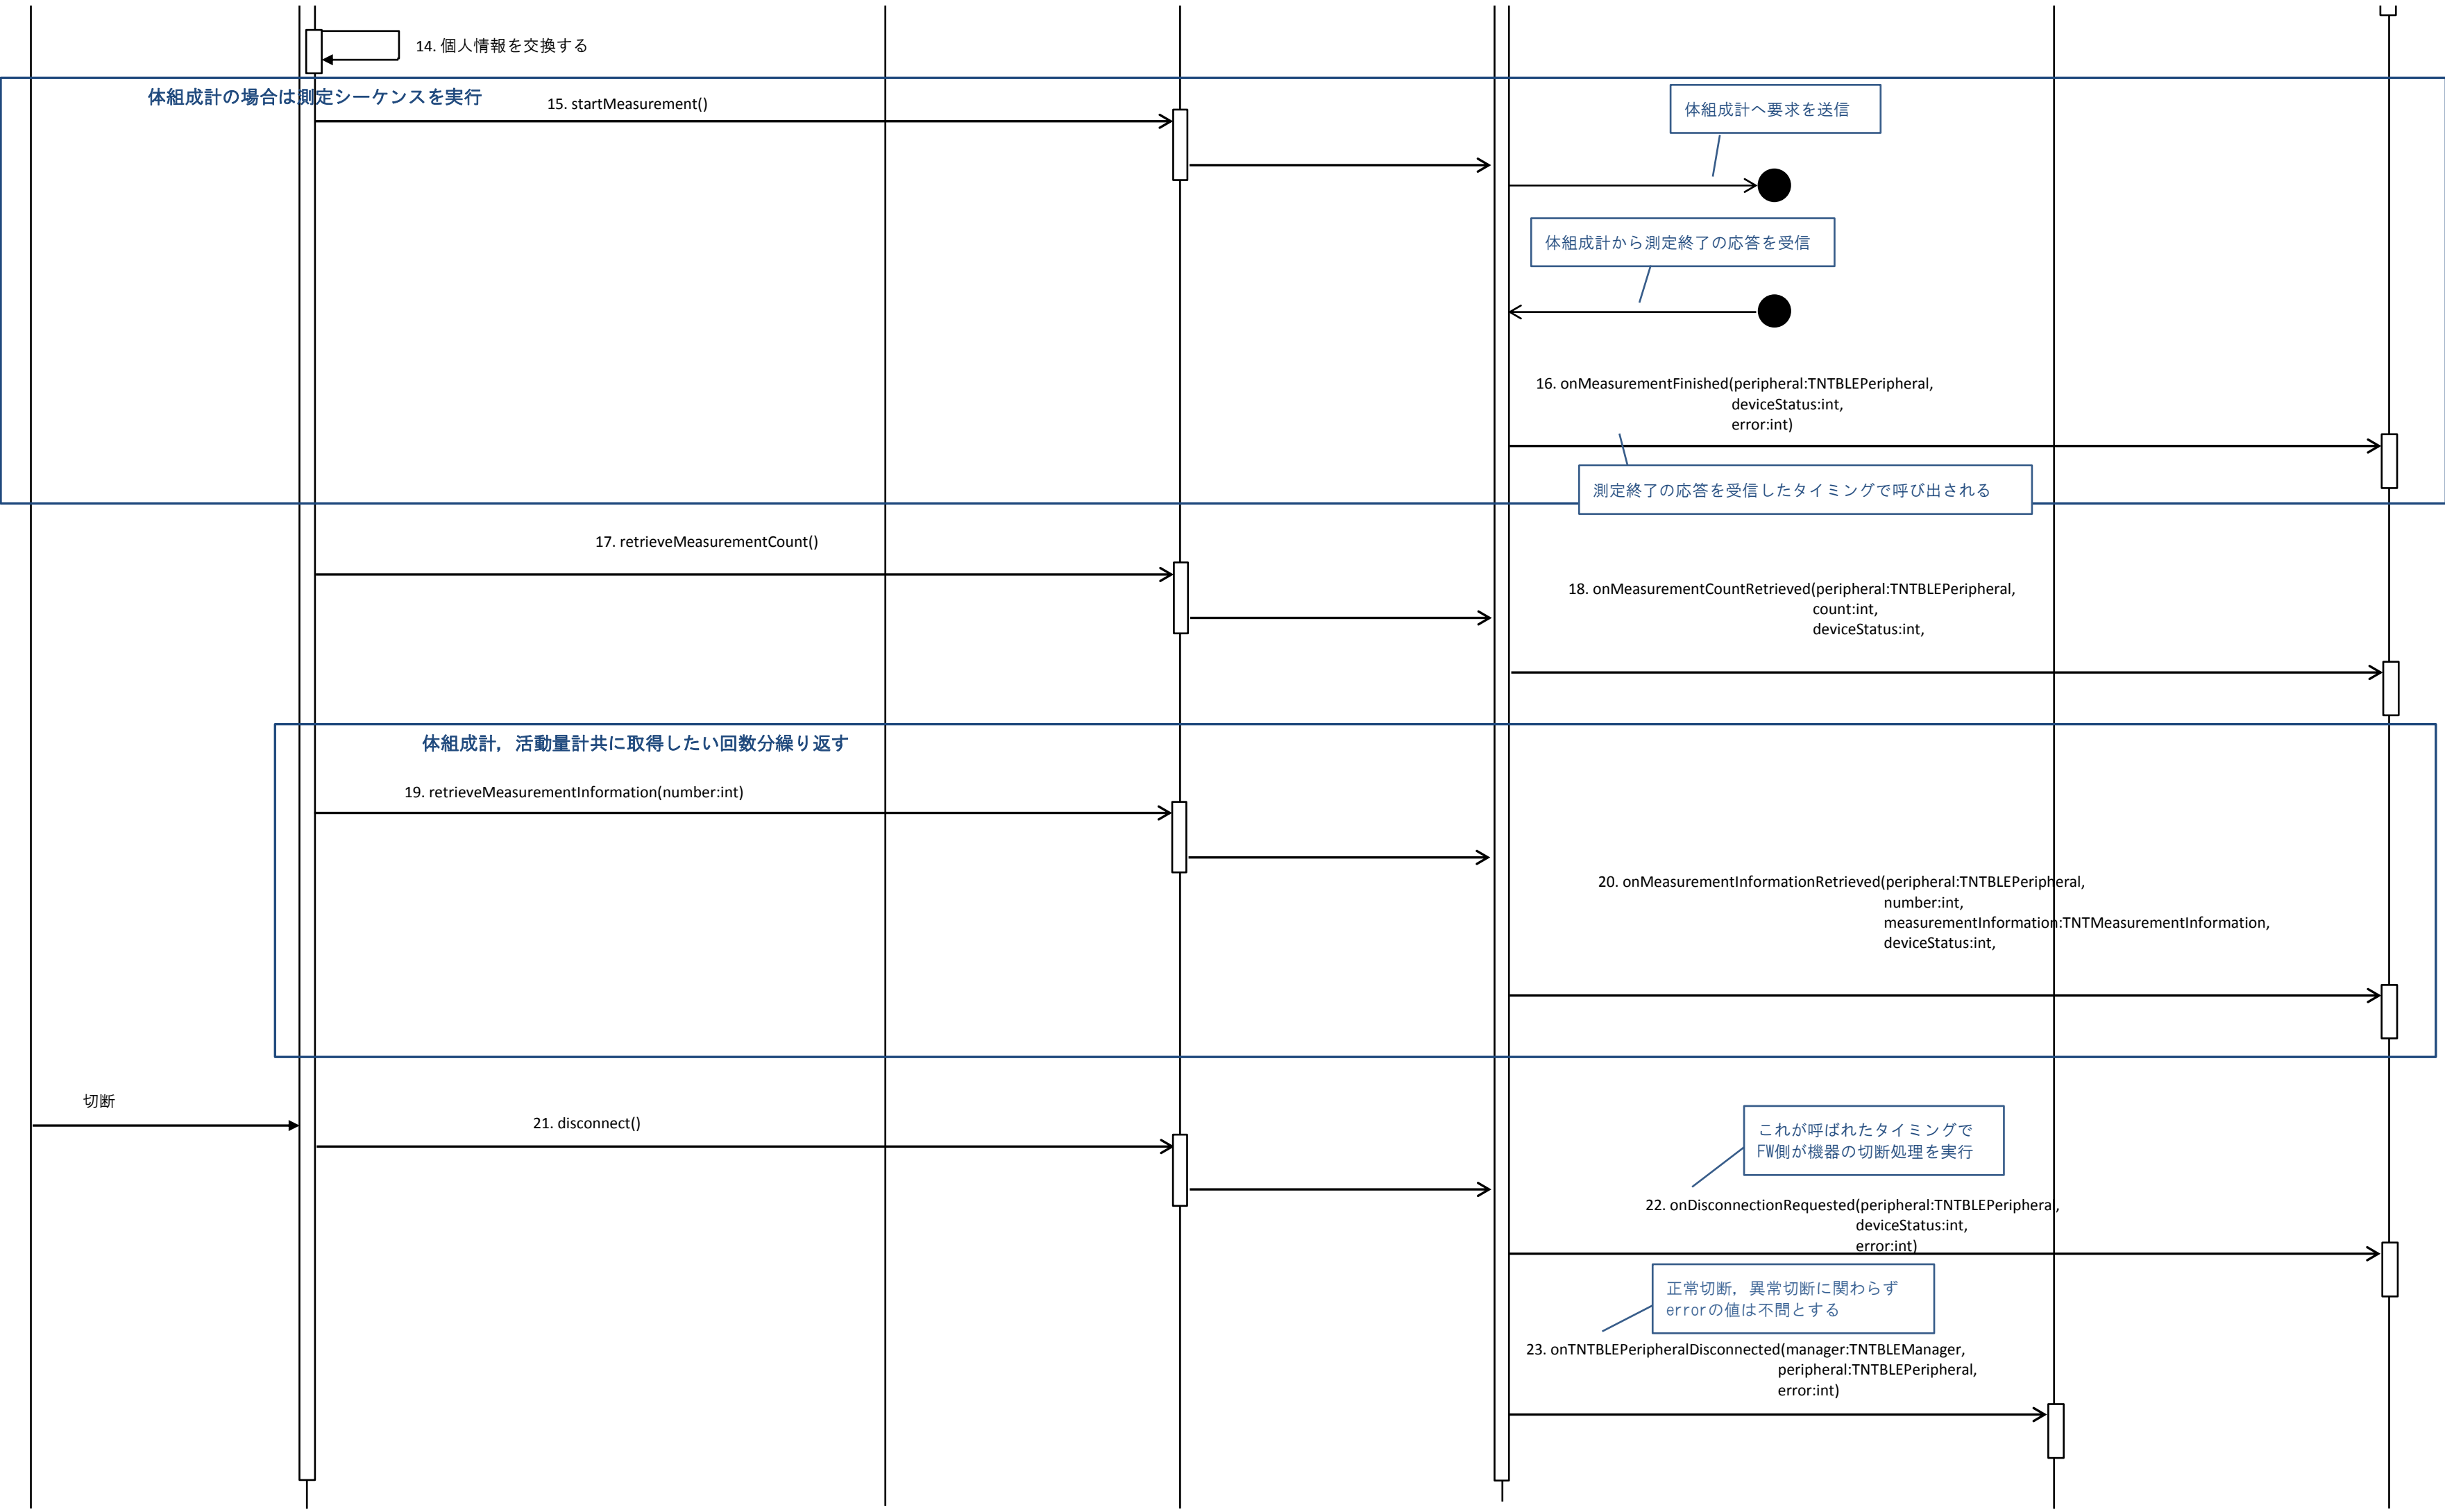 14. 個人情報を交換する
体組成計の場合は測定シーケンスを実行
15. startMeasurement()
体組成計へ要求を送信
体組成計から測定終了の応答を受信
16. onMeasurementFinished(peripheral:TNTBLEPeripheral,
deviceStatus:int,
error:int)
測定終了の応答を受信したタイミングで呼び出される
17. retrieveMeasurementCount()
18. onMeasurementCountRetrieved(peripheral:TNTBLEPeripheral,
count:int,
deviceStatus:int,
体組成計，活動量計共に取得したい回数分繰り返す
19. retrieveMeasurementInformation(number:int)
20. onMeasurementInformationRetrieved(peripheral:TNTBLEPeripheral,
number:int,
measurementInformation:TNTMeasurementInformation,
deviceStatus:int,
切断
21. disconnect()
これが呼ばれたタイミングで
FW側が機器の切断処理を実行
22. onDisconnectionRequested(peripheral:TNTBLEPeripheral,
deviceStatus:int,
error:int)
正常切断，異常切断に関わらず
errorの値は不問とする
23. onTNTBLEPeripheralDisconnected(manager:TNTBLEManager,
peripheral:TNTBLEPeripheral,
error:int)